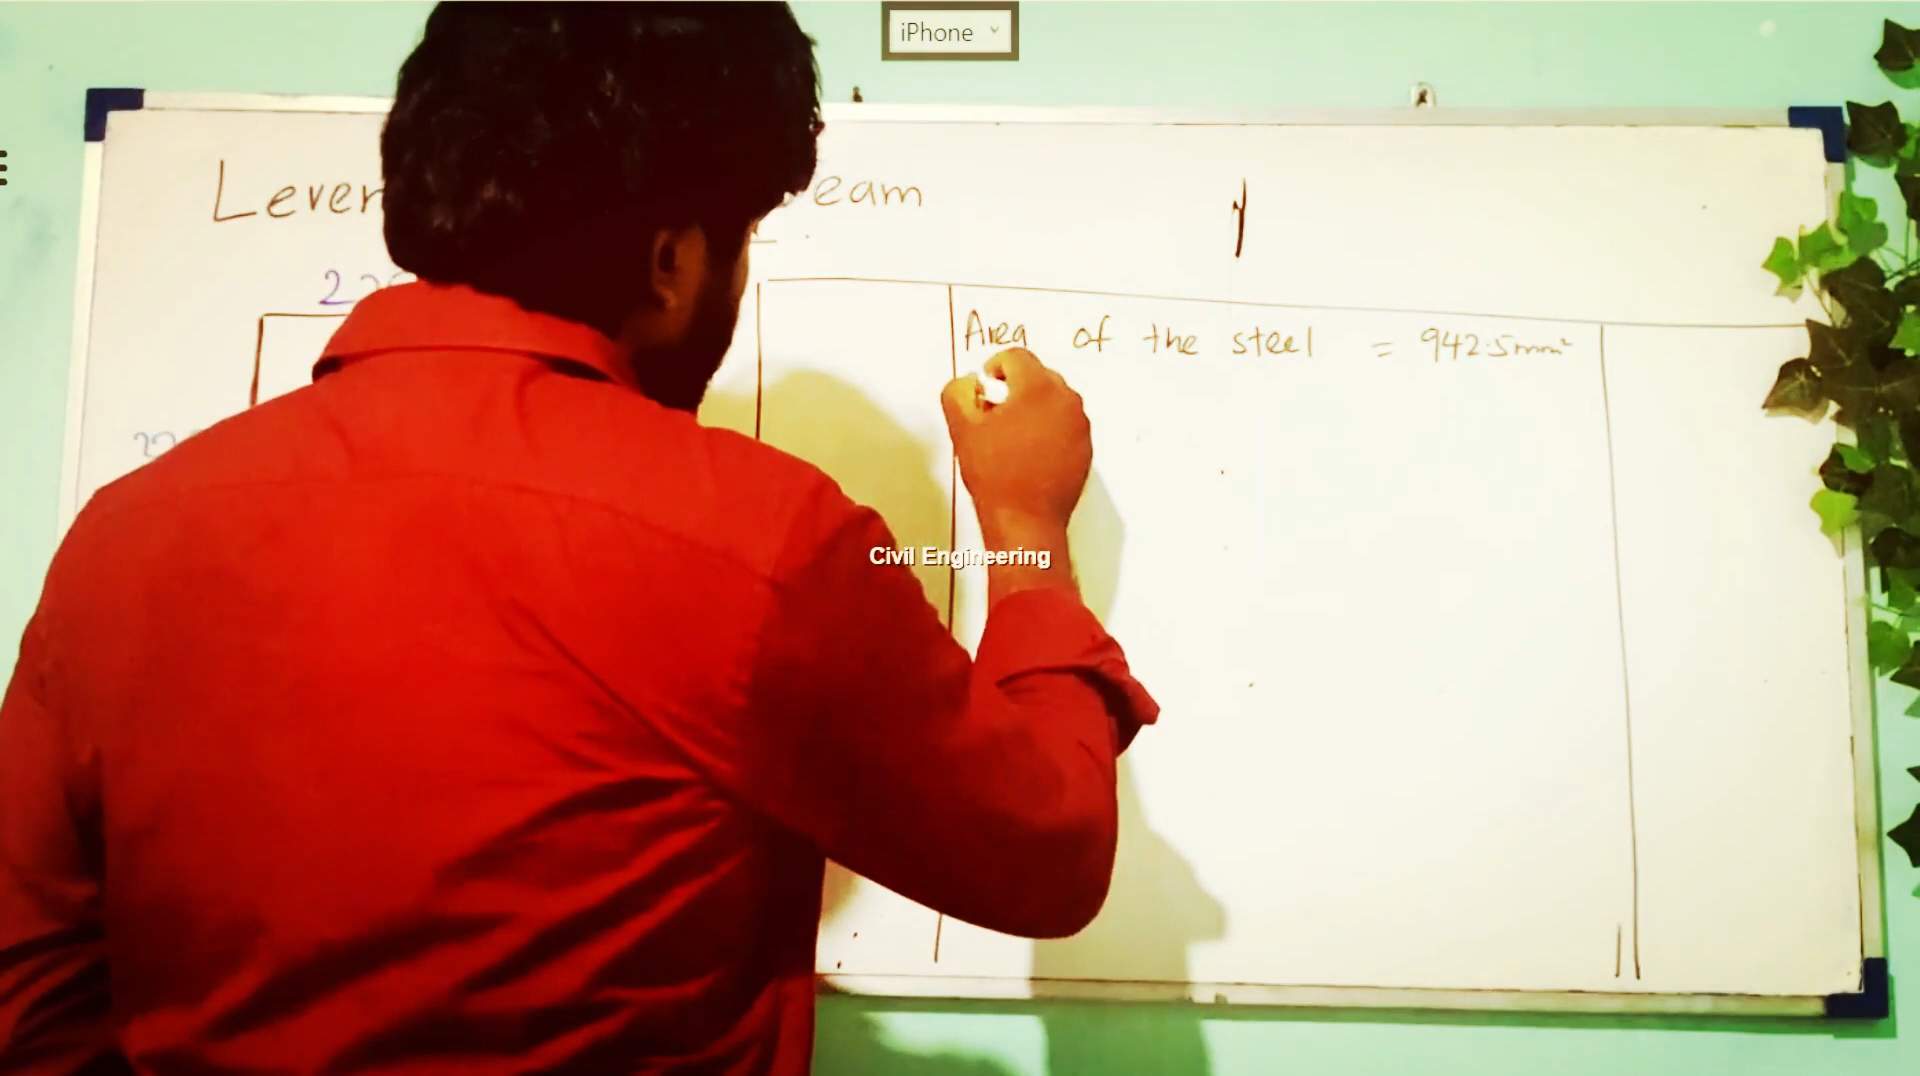 iPhone
Lever eam
Area of the steel = 942.5mm²
Civil Engineering